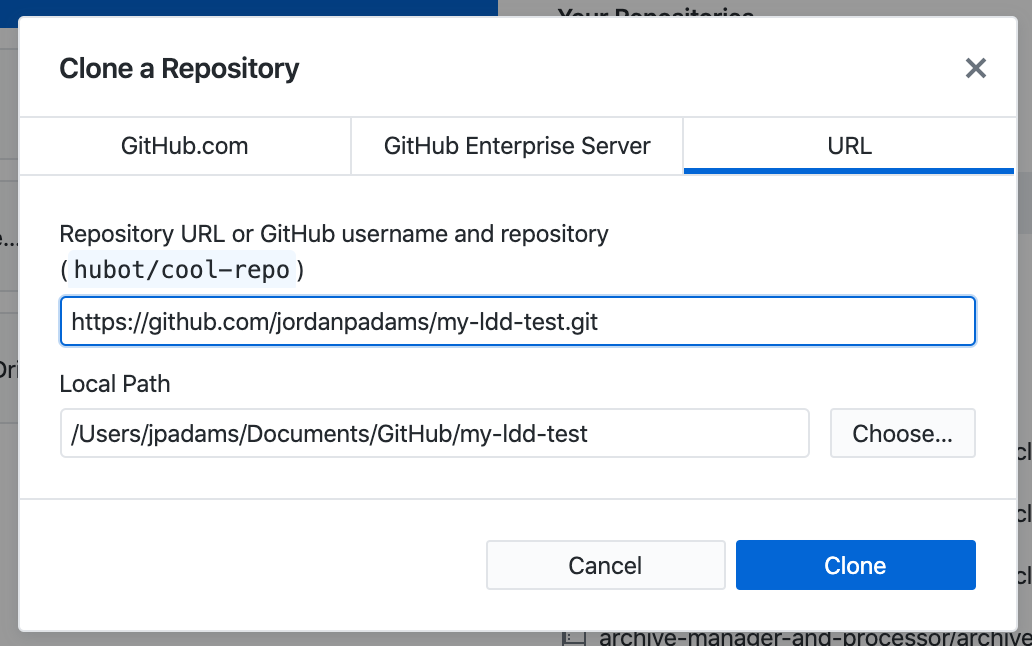 Your Repositories
Clone a Repository
GitHub.com
GitHub Enterprise Server
URL
Repository URL or GitHub username and repository
(hubot/cool-repo)
https://github.com/jordanpadams/my-ldd-test.git
Local Path
/Users/jpadams/Documents/GitHub/my-ldd-test
Choose...
Cancel
Clone
archive-manager-and-processor/archive